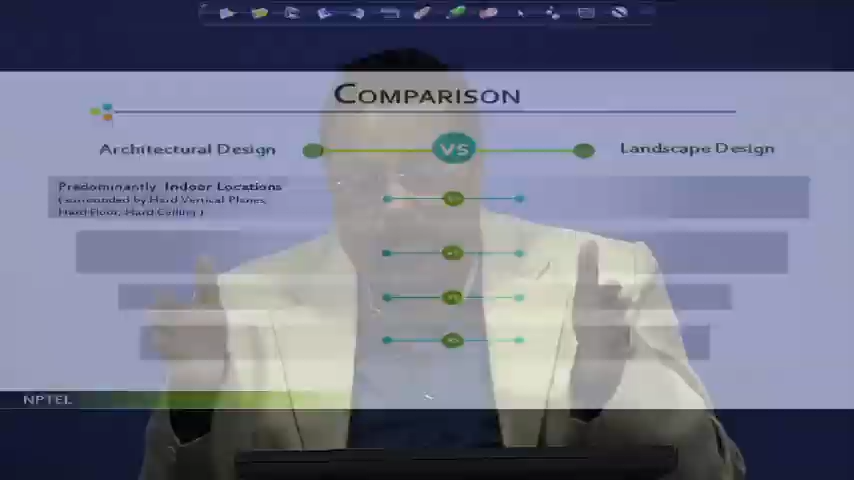 COMPARISON
Architectural Design
VS
Landscape Design
Predominantly Indoor Locations
(surrounded by Hard Vertical Planes,
Hard Floor, Hard Ceiling )
NPTEL